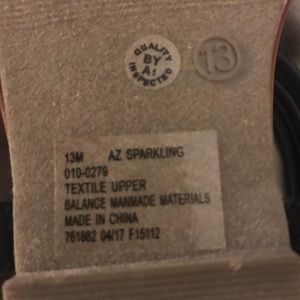 QUALITY
BY
A1
INSPECTED
13
13M AZ SPARKLING
010-0279
TEXTILE UPPER
BALANCE MANMADE MATERIALS
MADE IN CHINA
761862 04/17 F15112